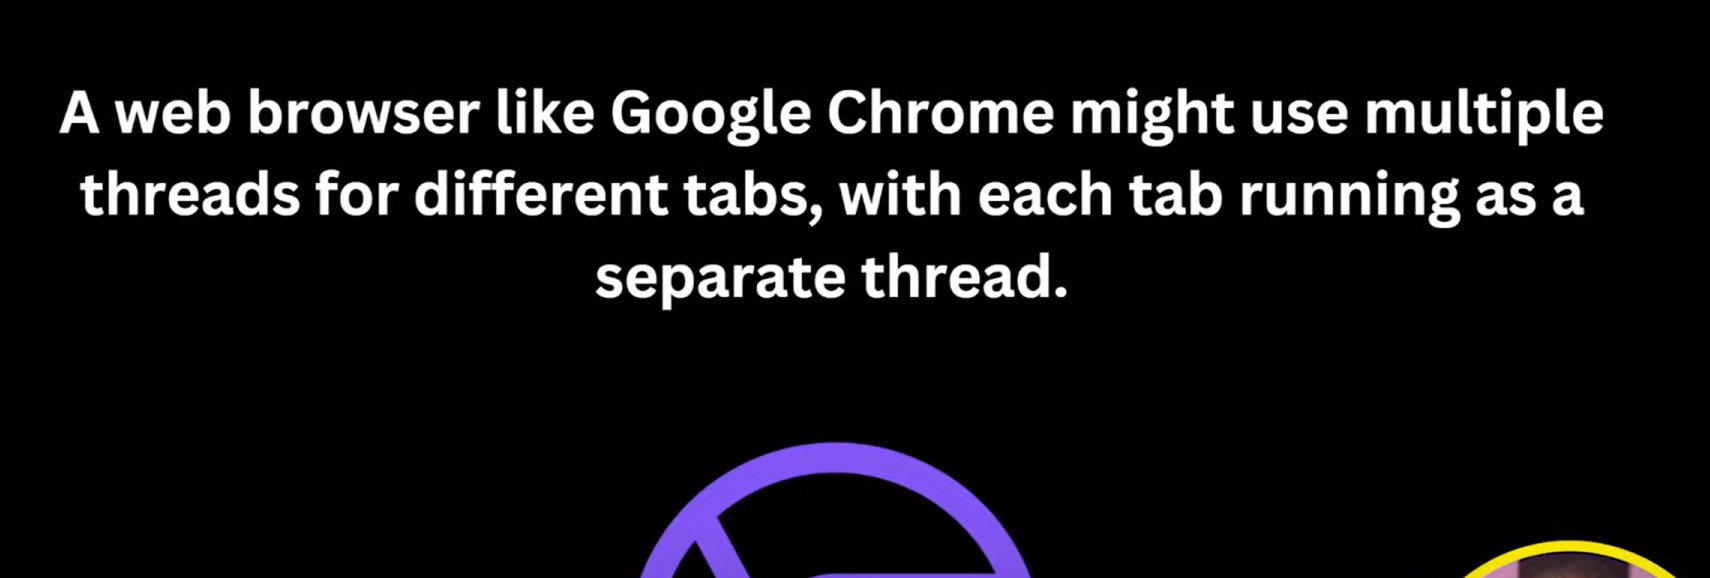 A web browser like Google Chrome might use multiple
threads for different tabs, with each tab running as a
separate thread.